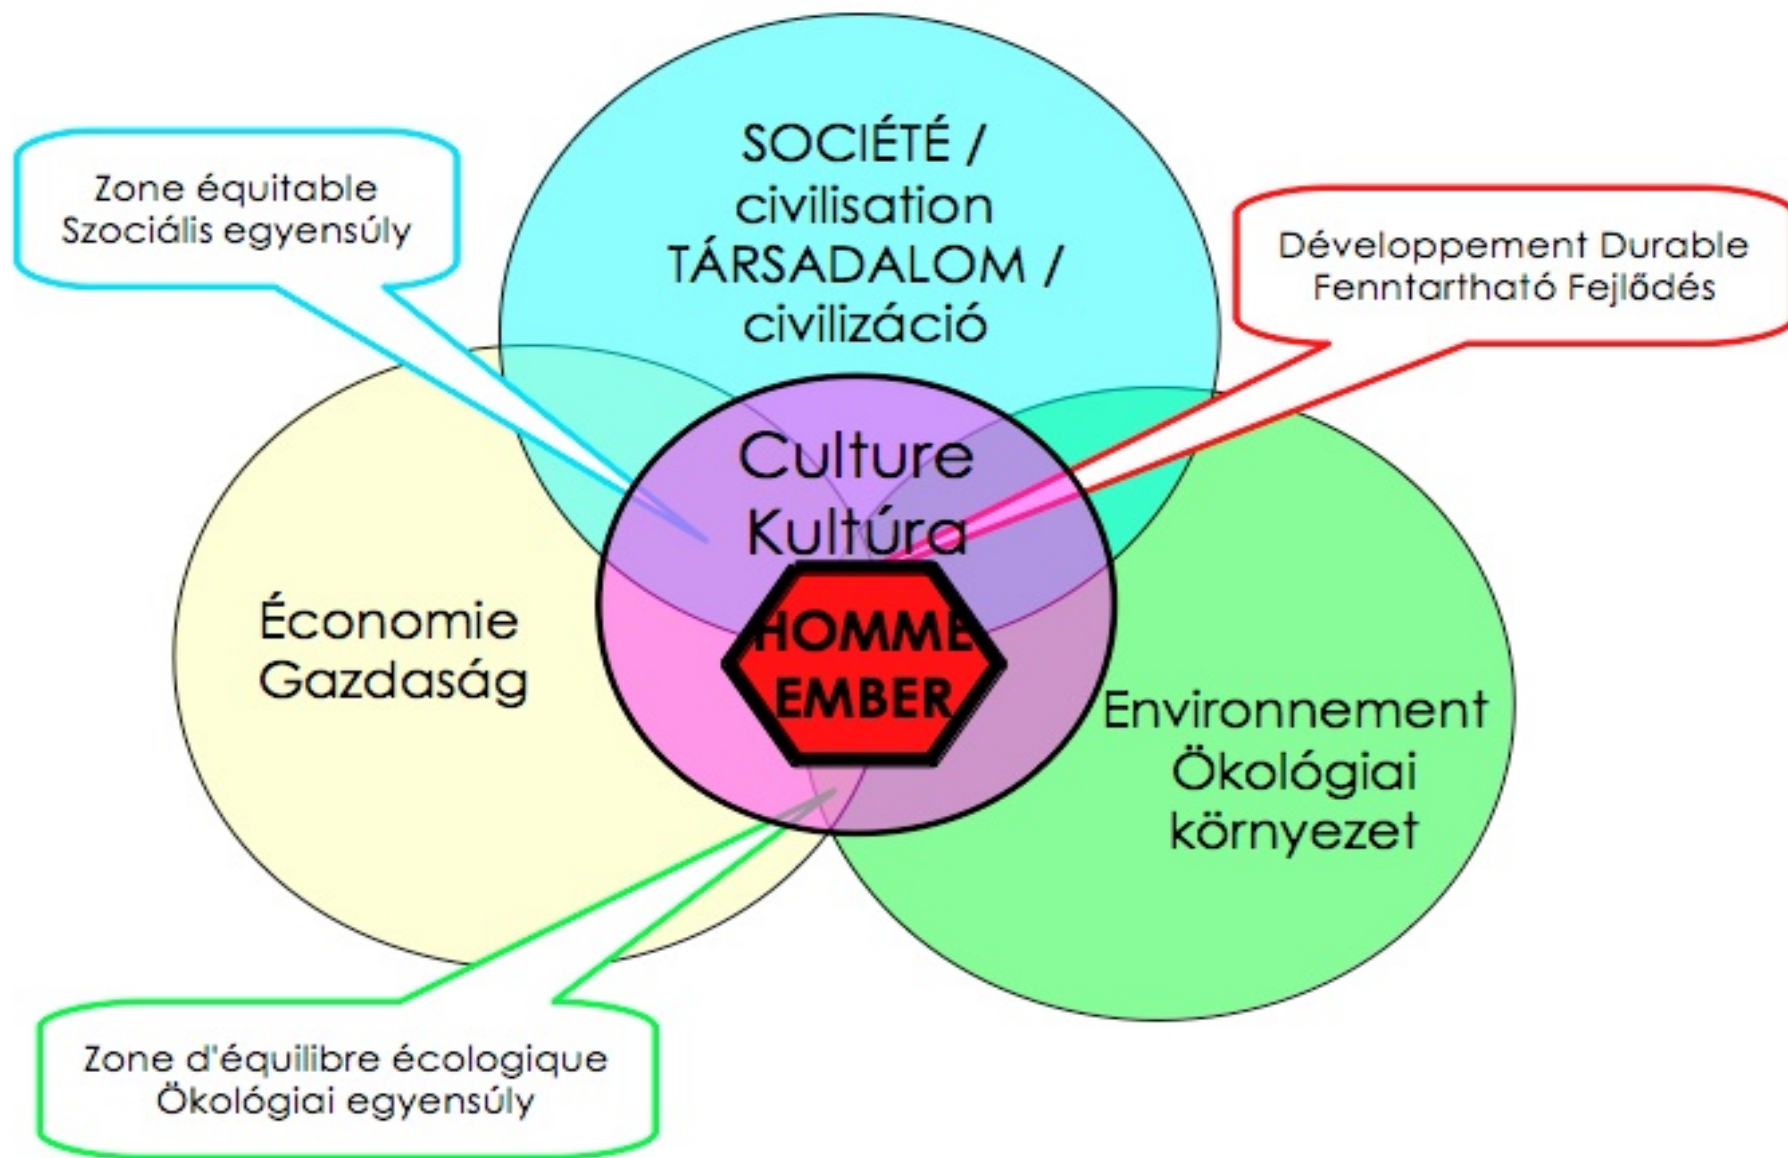 SOCIÉTÉ /
civilisation
TÁRSADALOM /
civilizáció
Zone équitable
Szociális egyensúly
Développement Durable
Fenntartható Fejlődés
Culture
Kultúra
HOMME
EMBER
Économie
Gazdaság
Environnement
Ökológiai
környezet
Zone d'équilibre écologique
Ökológiai egyensúly